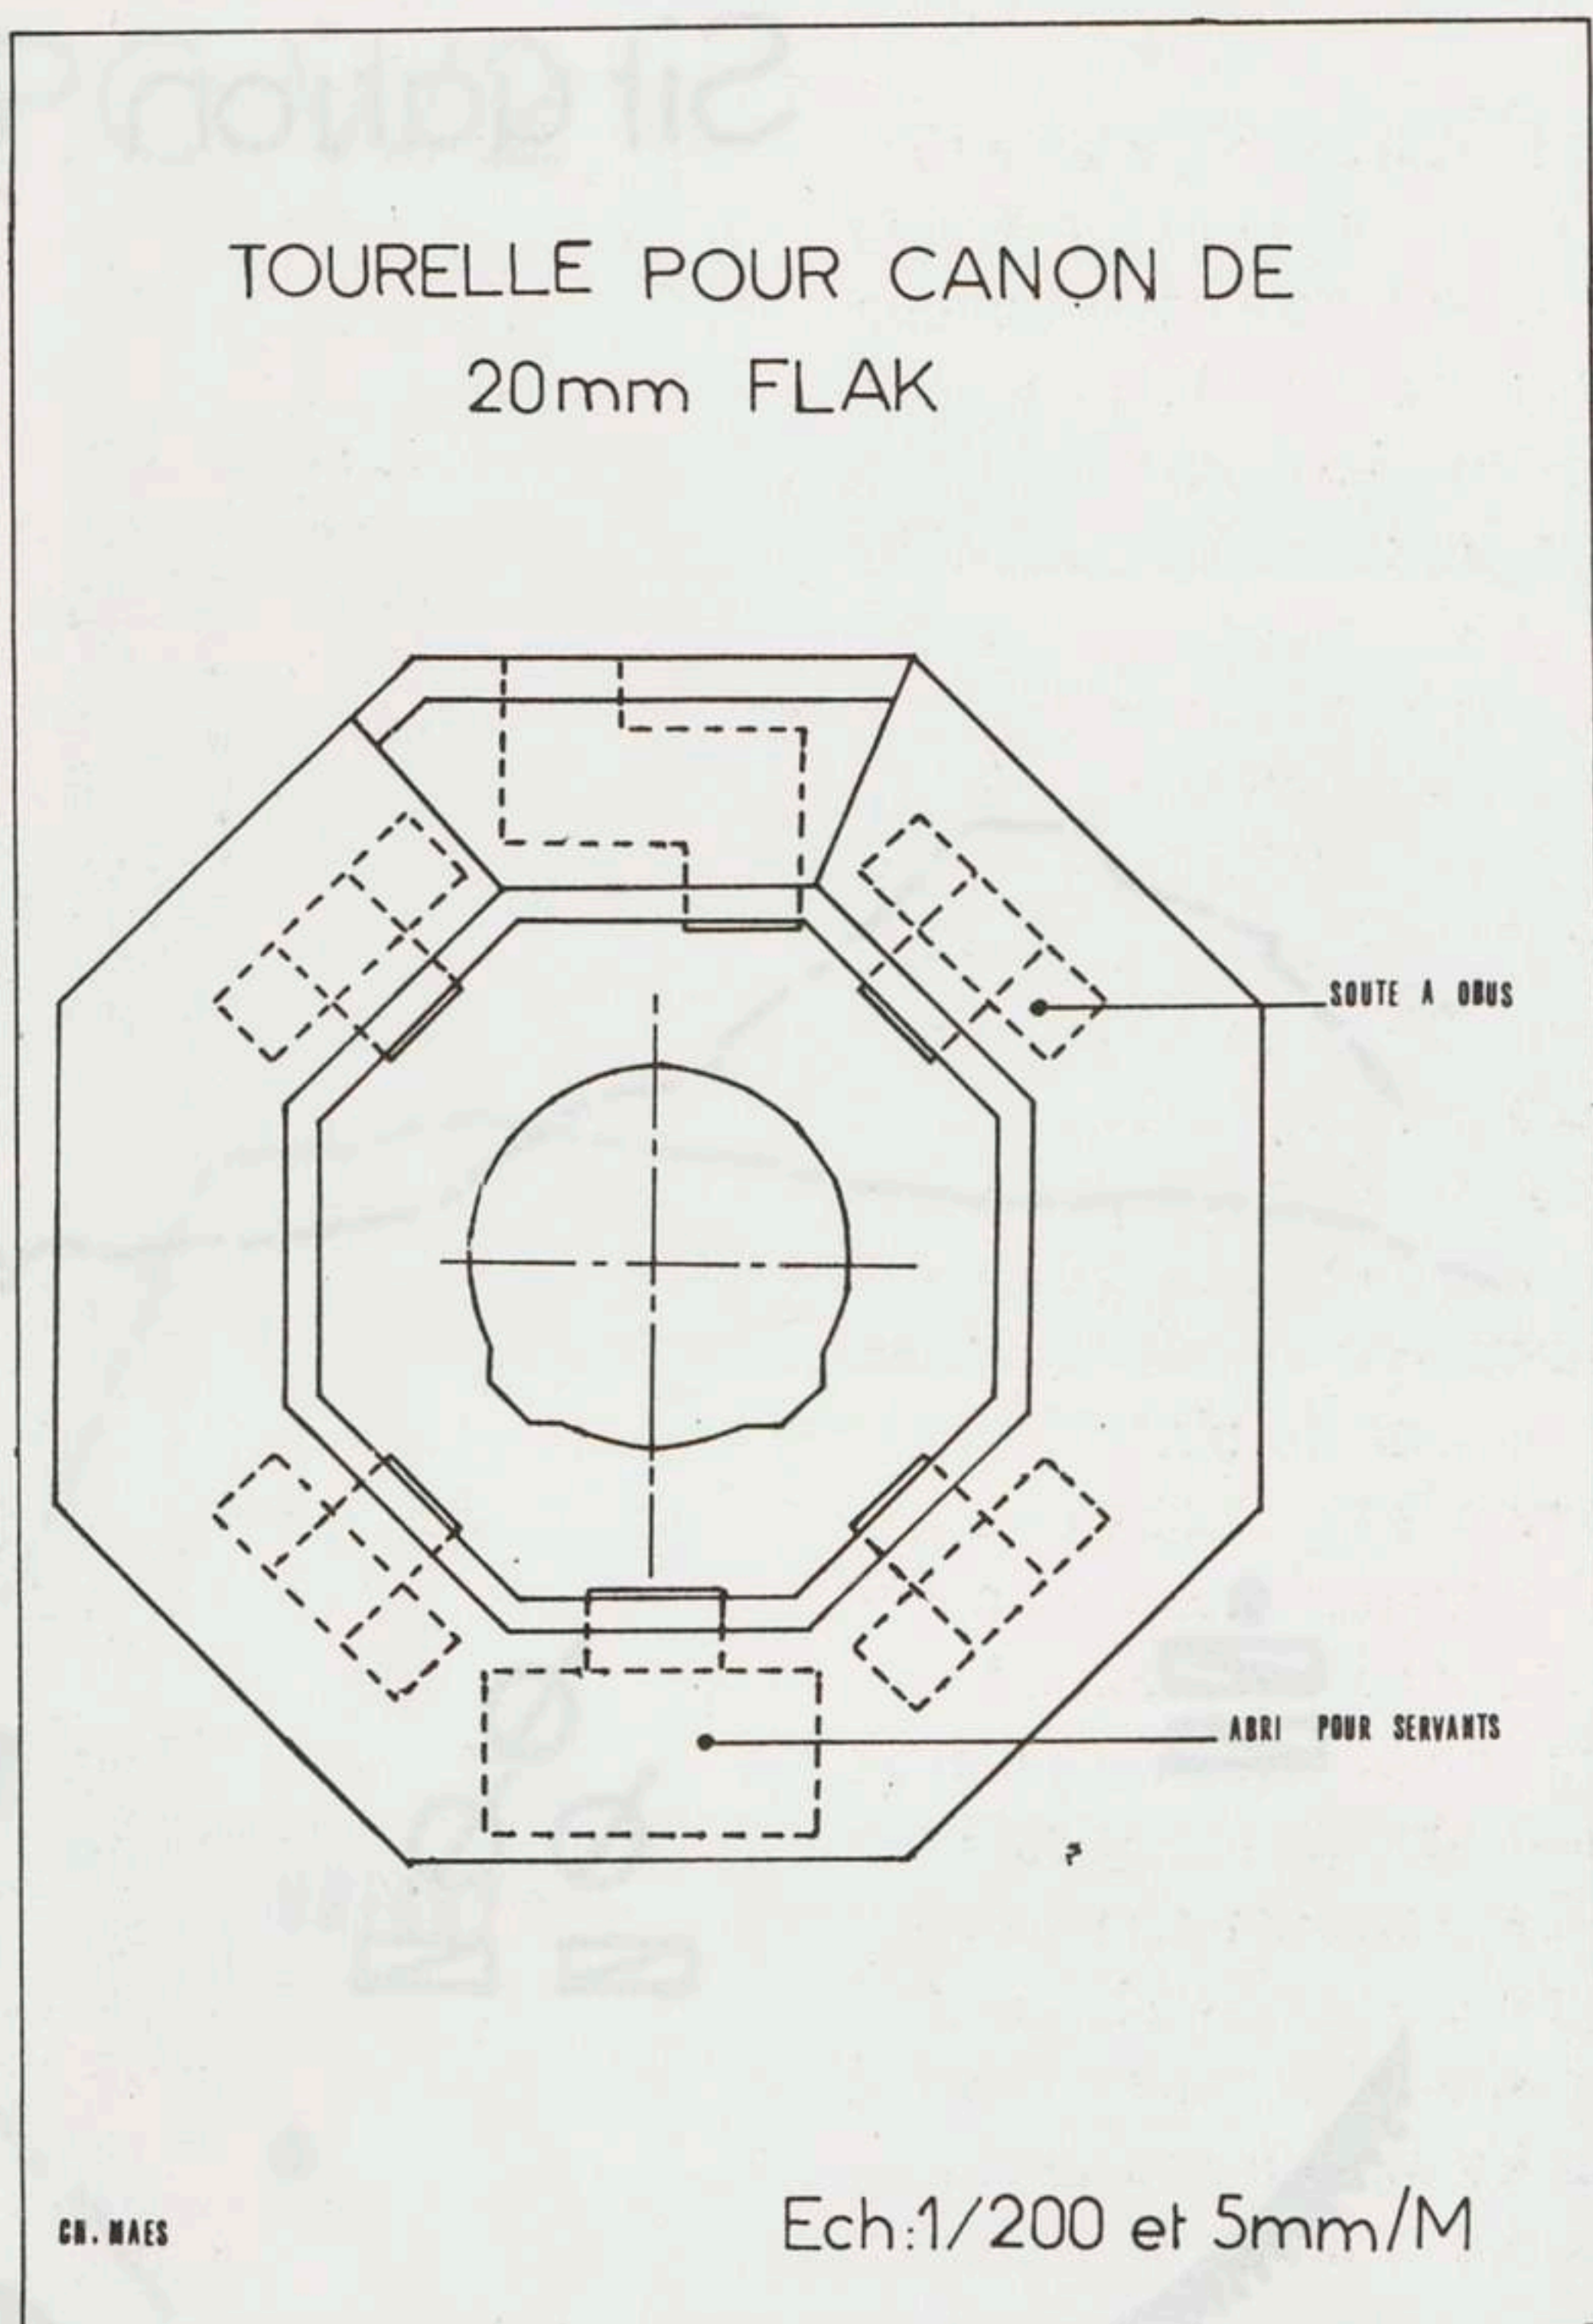 TOURELLE POUR CANON DE
20mm FLAK
SOUTE A OBUS
ABRI POUR SERVANTS
CH. MAES
Ech:1/200 et 5mm/M